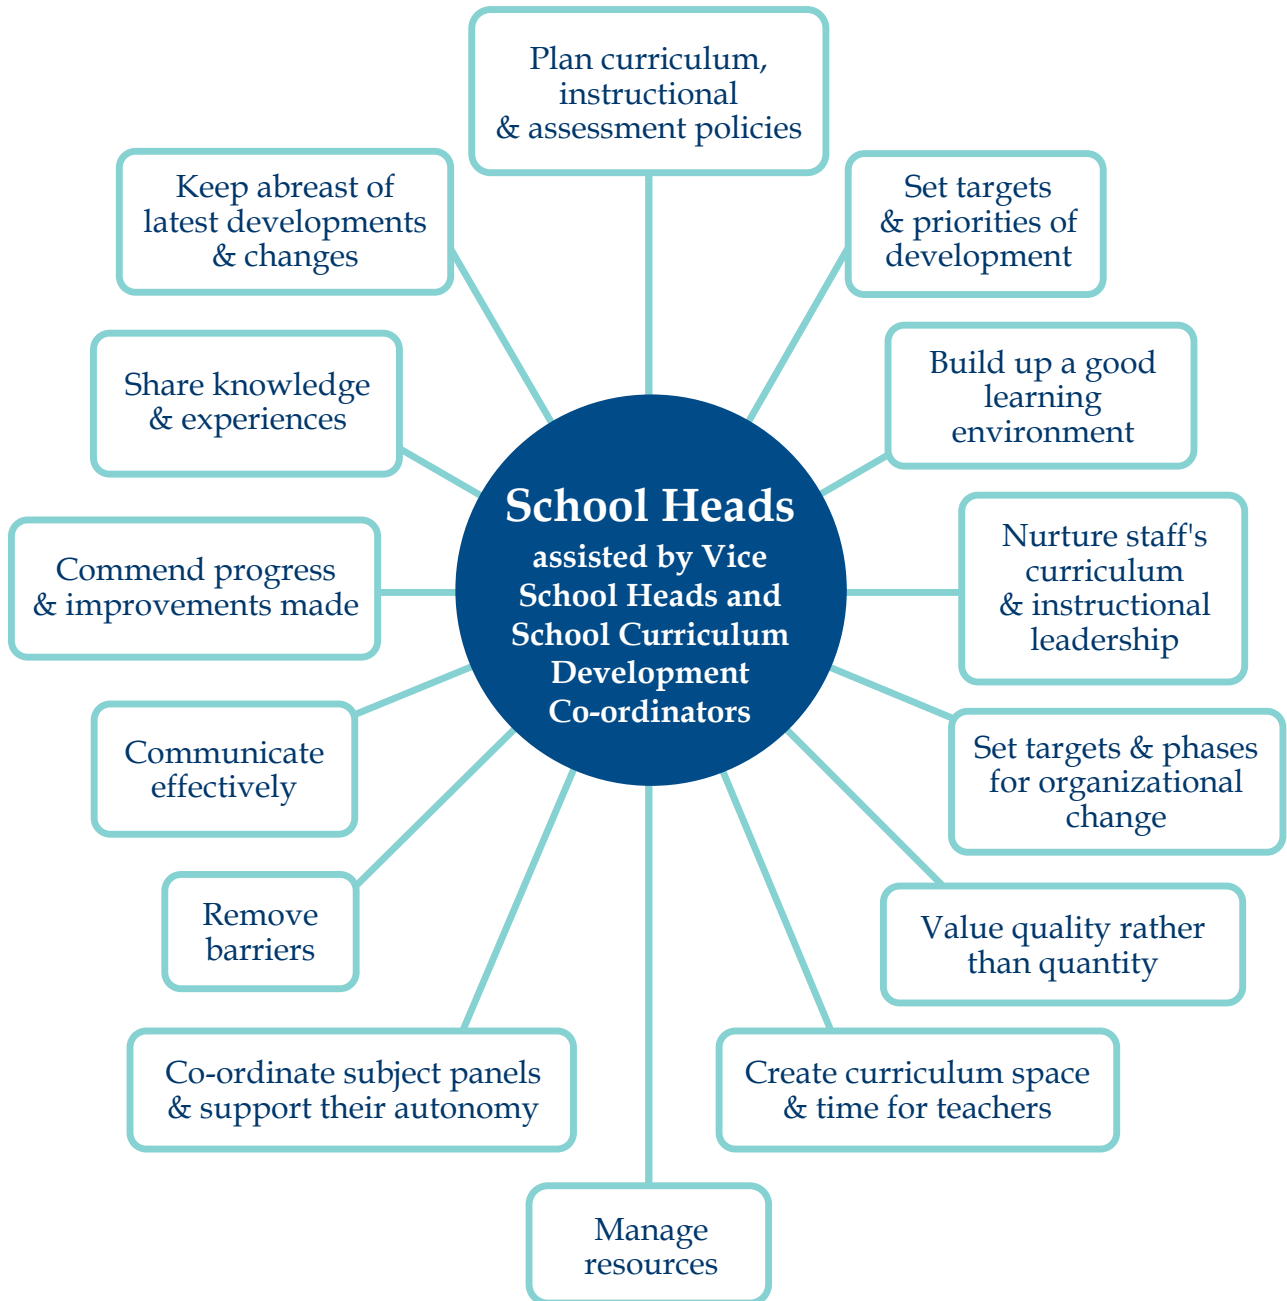 Plan curriculum,
instructional
& assessment policies
Set targets
& priorities of
development
Build up a good
learning
environment
Nurture staff's
curriculum
& instructional
leadership
Set targets & phases
for organizational
change
Value quality rather
than quantity
Create curriculum space
& time for teachers
Manage
resources
Co-ordinate subject panels
& support their autonomy
Remove
barriers
Communicate
effectively
Commend progress
& improvements made
Share knowledge
& experiences
Keep abreast of
latest developments
& changes
School Heads
assisted by Vice
School Heads and
School Curriculum
Development
Co-ordinators